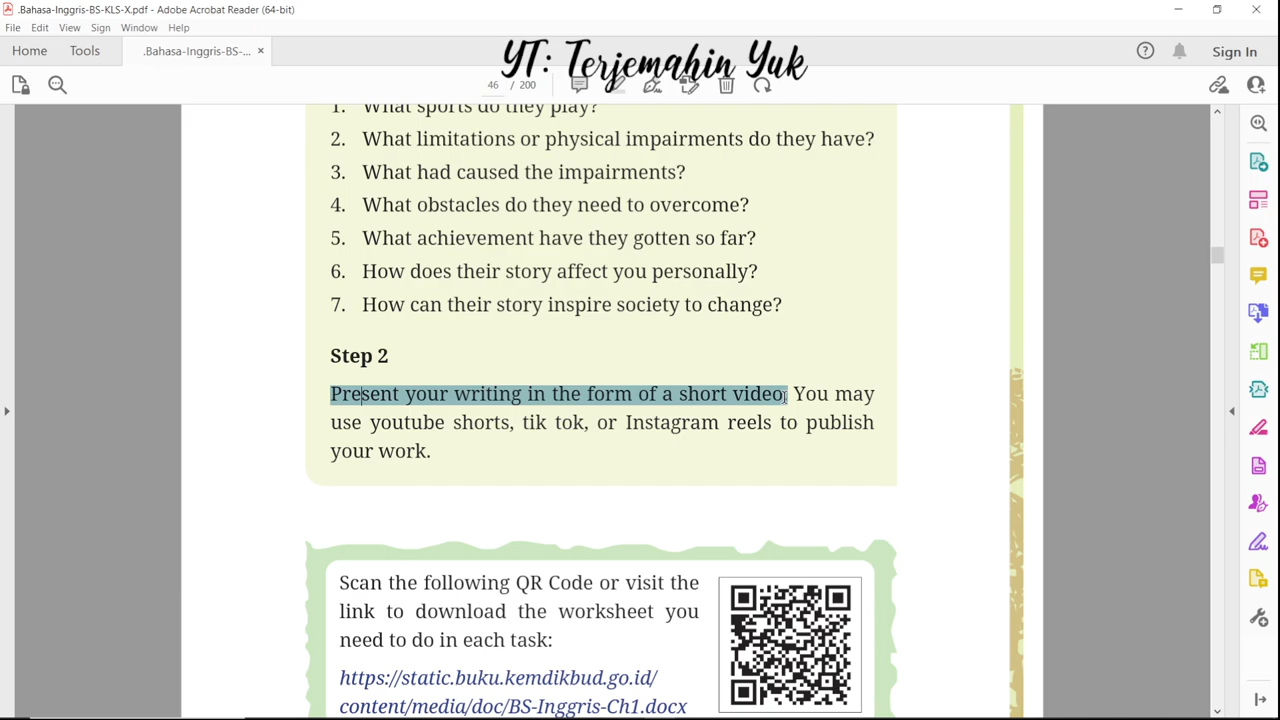 .Bahasa-Inggris-BS-KLS-X.pdf - Adobe Acrobat Reader (64-bit)
File Edit View Sign Window Help
Home Tools .Bahasa-Inggris-BS-... × Sign In
YT: Terjemahin Yuk
46 / 200
1. What sports do they play?
2. What limitations or physical impairments do they have?
3. What had caused the impairments?
4. What obstacles do they need to overcome?
5. What achievement have they gotten so far?
6. How does their story affect you personally?
7. How can their story inspire society to change?
Step 2
Present your writing in the form of a short video. You may
use youtube shorts, tik tok, or Instagram reels to publish
your work.
Scan the following QR Code or visit the
link to download the worksheet you
need to do in each task:
https://static.buku.kemdikbud.go.id/
content/media/doc/BS-Inggris-Ch1.docx